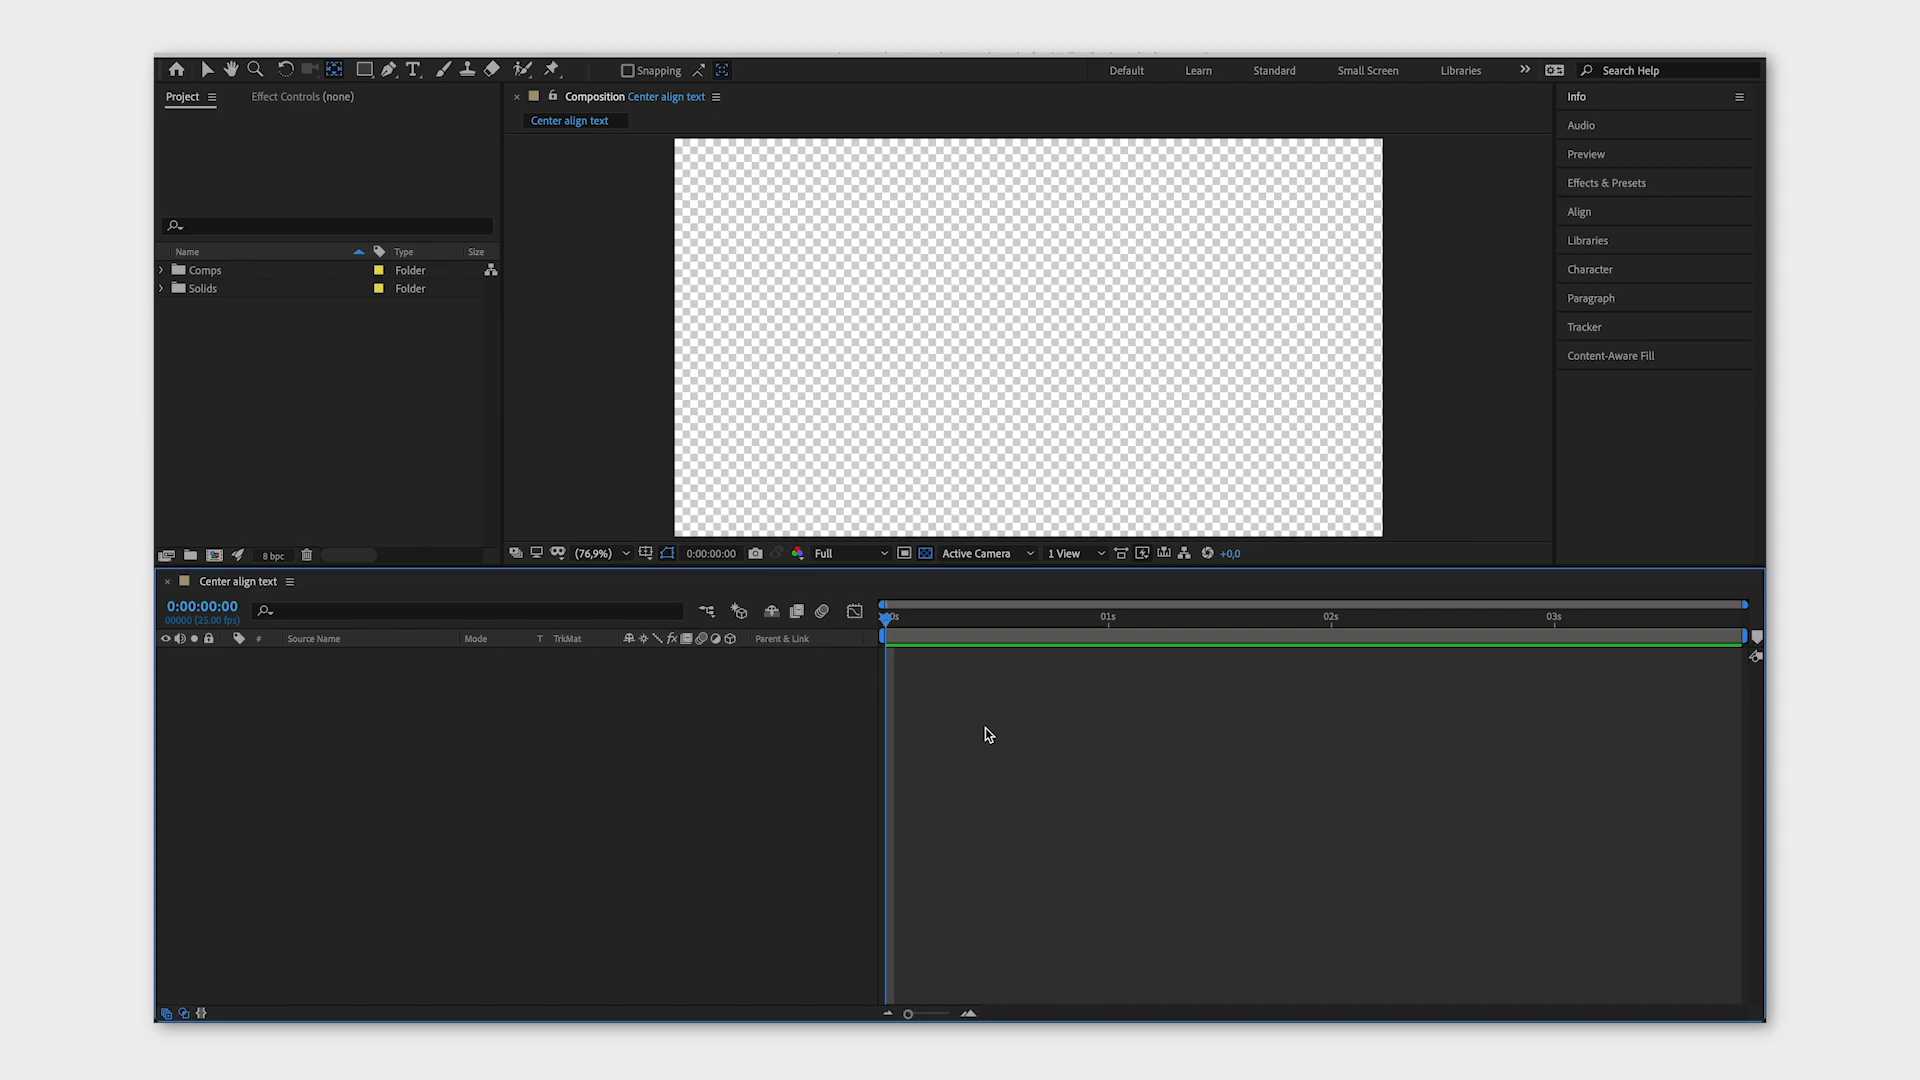 Snapping
Default
Learn
Standard
Small Screen
Libraries
Search Help
Project
Effect Controls (none)
Composition Center align text
Center align text
Info
Audio
Preview
Effects & Presets
Align
Libraries
Character
Paragraph
Tracker
Content-Aware Fill
Name
Type
Size
Comps
Folder
Solids
Folder
8 bpc
(76,9%)
0:00:00:00
Full
Active Camera
1 View
+0,0
Center align text
0:00:00:00
00000 (25.00 fps)
#
Source Name
Mode
T
TrkMat
fx
Parent & Link
01s
02s
03s